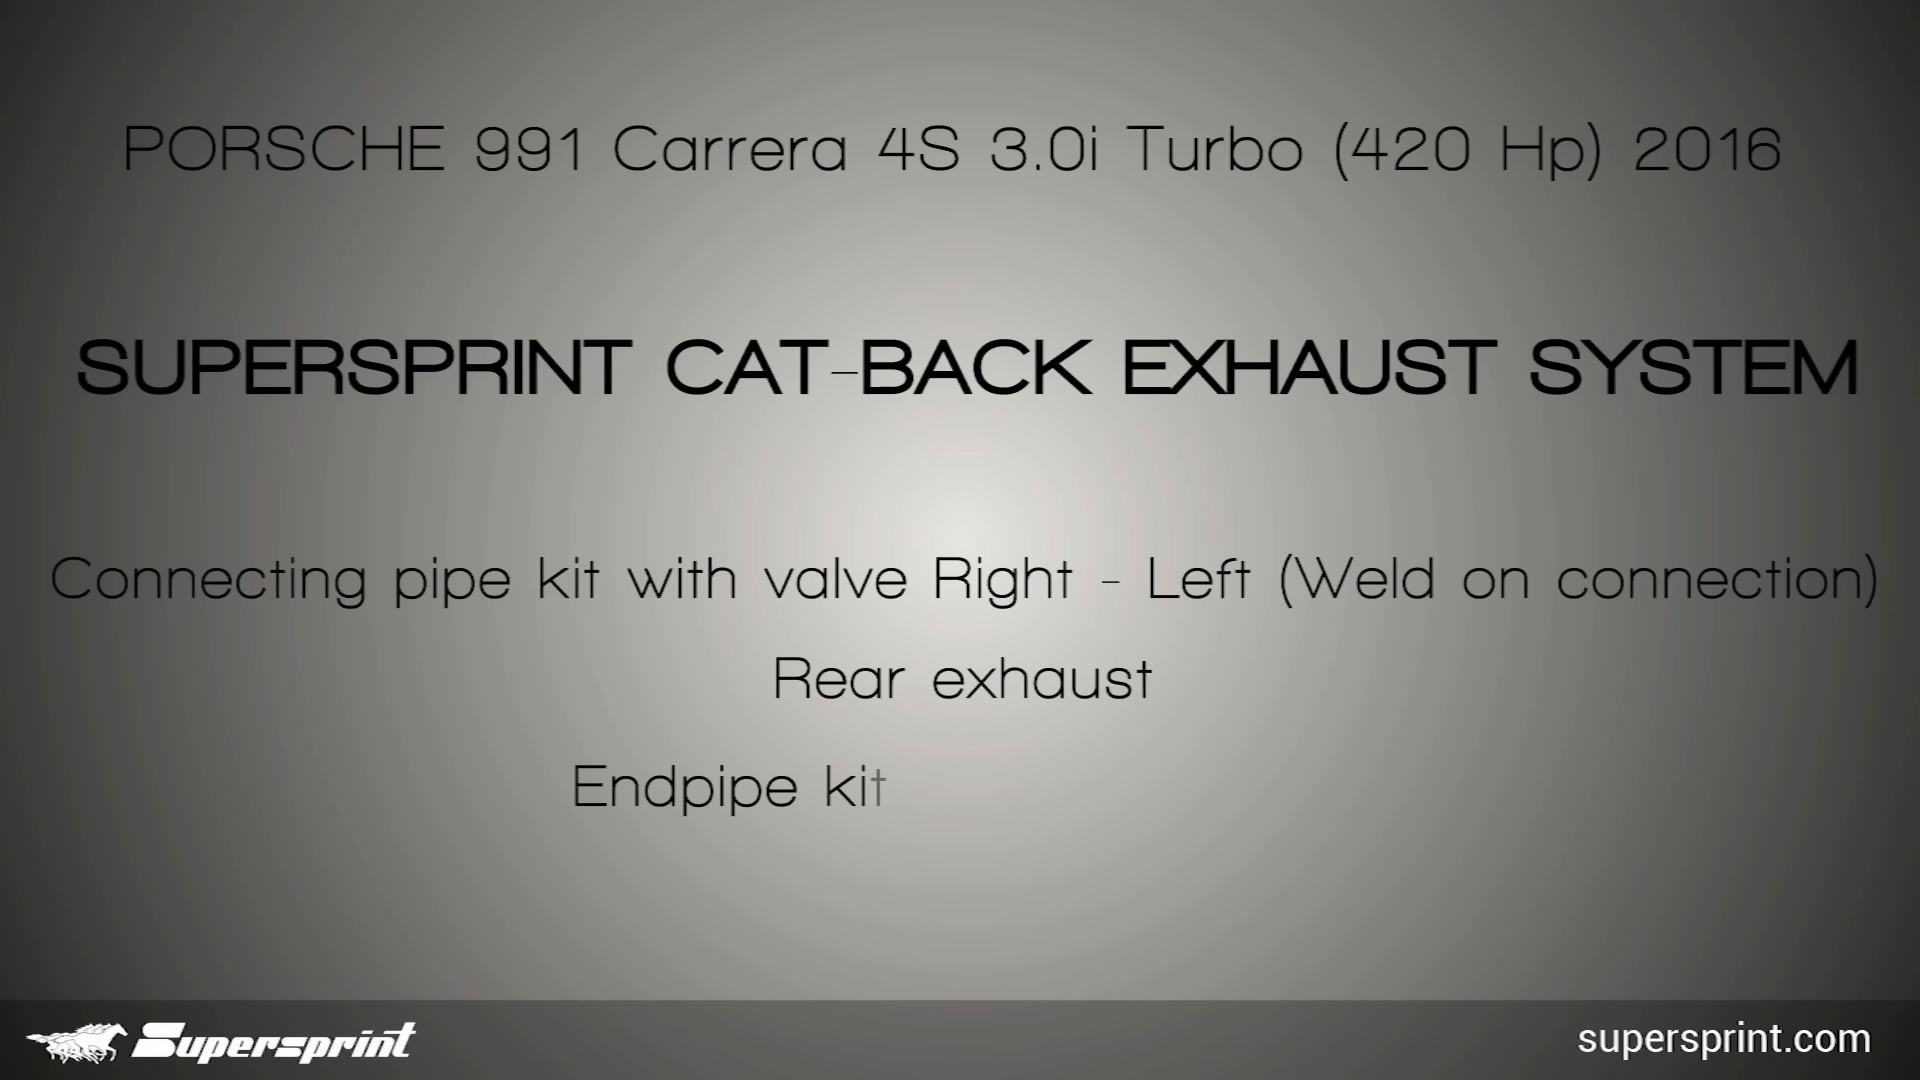 PORSCHE 991 Carrera 4S 3.0i Turbo (420 Hp) 2016
SUPERSPRINT CAT-BACK EXHAUST SYSTEM
Connecting pipe kit with valve Right - Left (Weld on connection)
Rear exhaust
Endpipe kit
Supersprint
supersprint.com